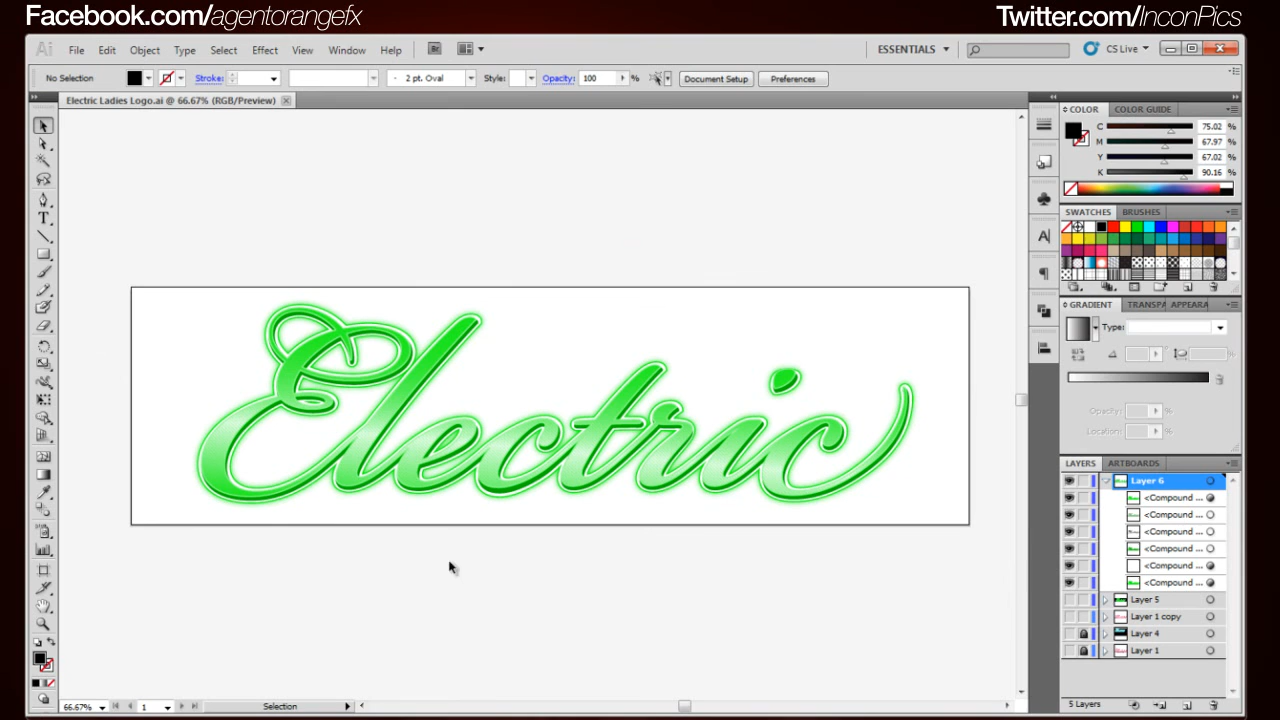 Facebook.com/agentorangefx
Twitter.com/InconPics
Ai File Edit Object Type Select Effect View Window Help Br ESSENTIALS CS Live
No Selection Stroke: 2 pt. Oval Style: Opacity: 100 % Document Setup Preferences
Electric Ladies Logo.ai @ 66.67% (RGB/Preview)
COLOR COLOR GUIDE
C 75.02 %
M 67.97 %
Y 67.02 %
K 90.16 %
SWATCHES BRUSHES
GRADIENT TRANSPA APPEARA
Type:
Opacity: %
Location: %
Electric
LAYERS ARTBOARDS
Layer 6
<Compound ...
<Compound ...
<Compound ...
<Compound ...
<Compound ...
<Compound ...
Layer 5
Layer 1 copy
Layer 4
Layer 1
5 Layers
66.67% 1 Selection